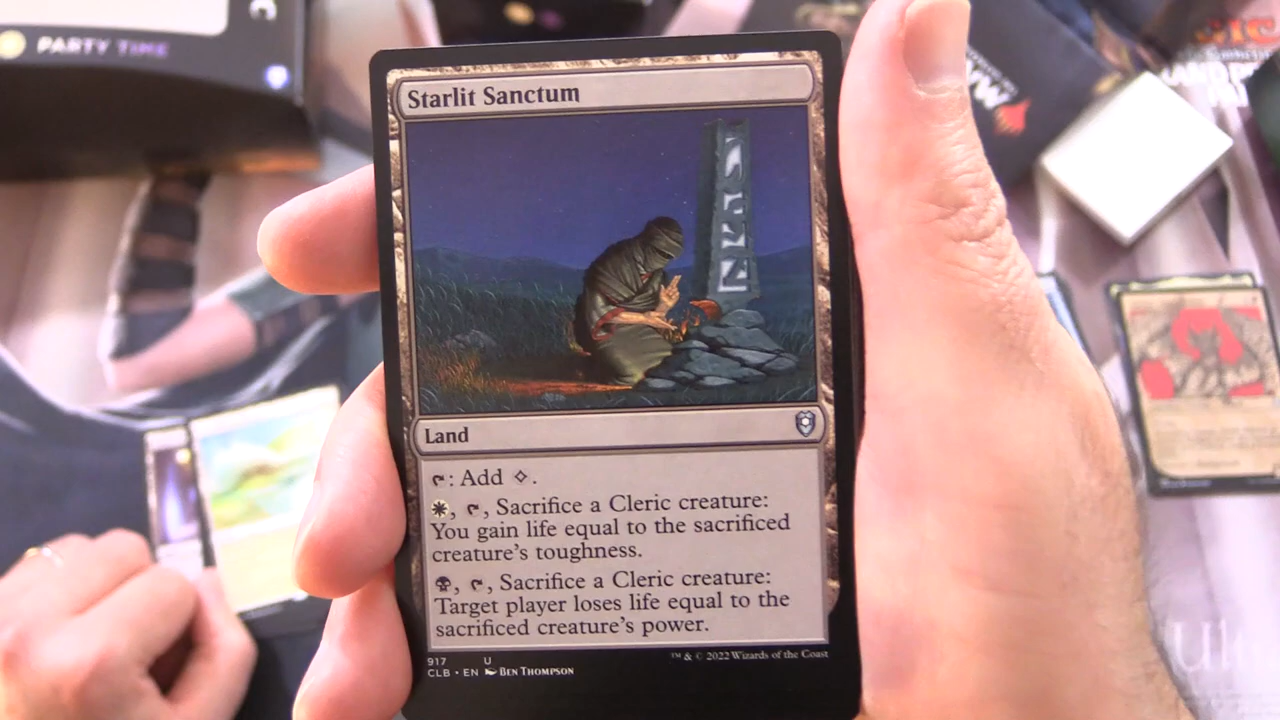 PARTY TIME
Starlit Sanctum
Land
: Add .
, , Sacrifice a Cleric creature:
You gain life equal to the sacrificed
creature's toughness.
, , Sacrifice a Cleric creature:
Target player loses life equal to the
sacrificed creature's power.
917 U
CLB • EN BEN THOMPSON
™ & © 2022 Wizards of the Coast